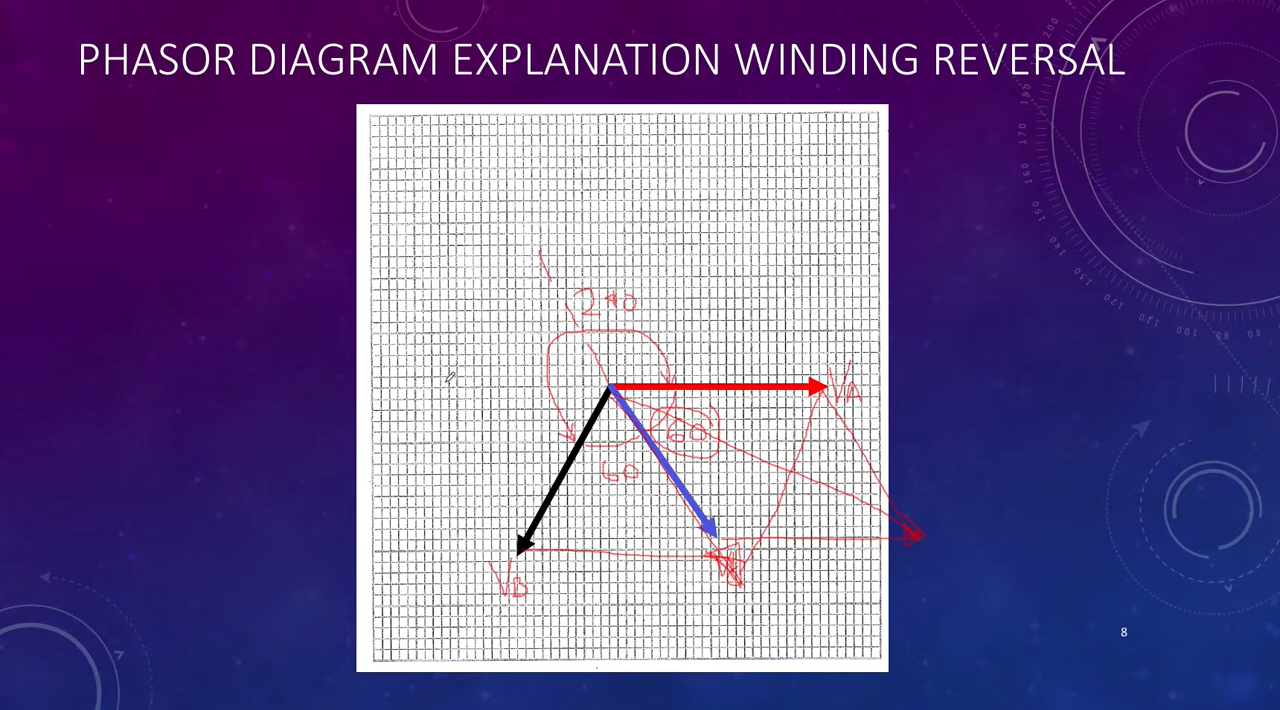 PHASOR DIAGRAM EXPLANATION WINDING REVERSAL
240
VA
60
60
VB
8